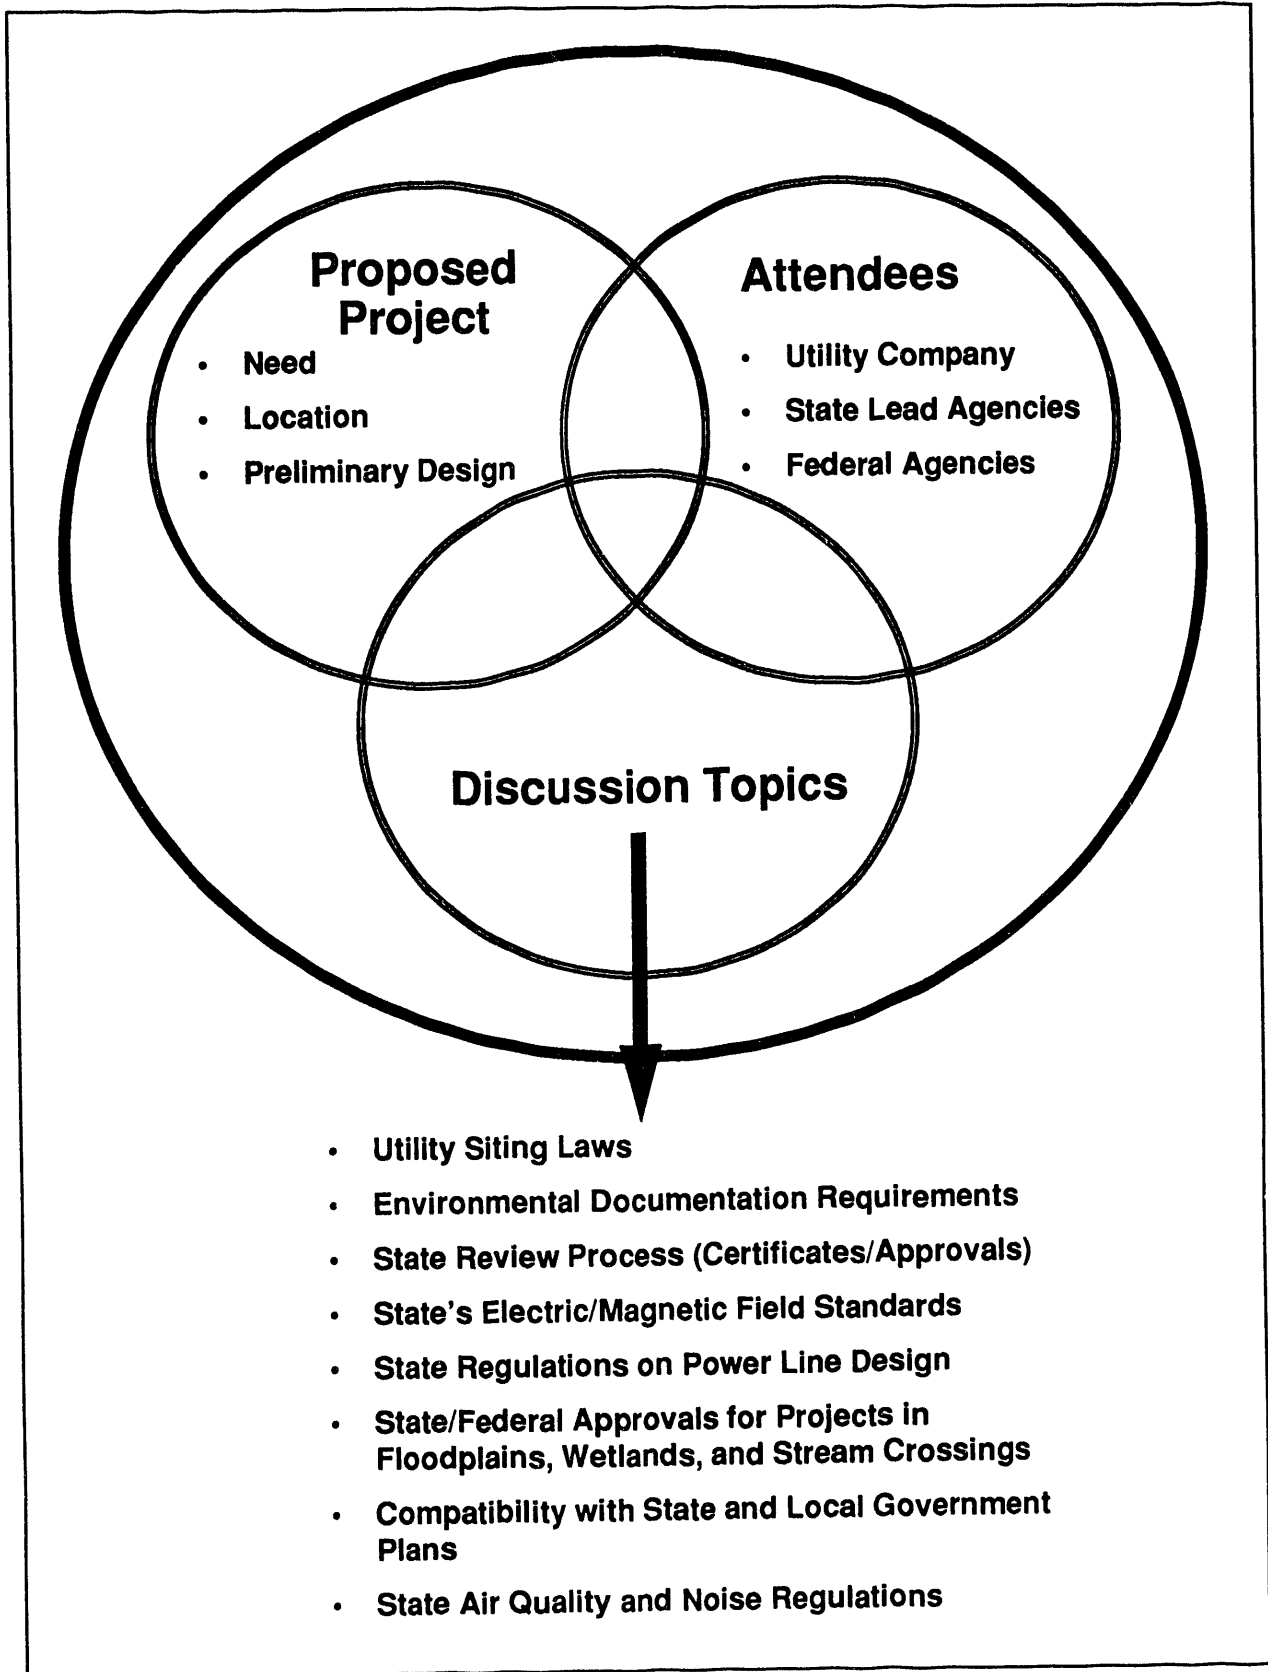 Proposed
Project
• Need
• Location
• Preliminary Design
Attendees
• Utility Company
• State Lead Agencies
• Federal Agencies
Discussion Topics
• Utility Siting Laws
• Environmental Documentation Requirements
• State Review Process (Certificates/Approvals)
• State's Electric/Magnetic Field Standards
• State Regulations on Power Line Design
• State/Federal Approvals for Projects in
Floodplains, Wetlands, and Stream Crossings
• Compatibility with State and Local Government
Plans
• State Air Quality and Noise Regulations